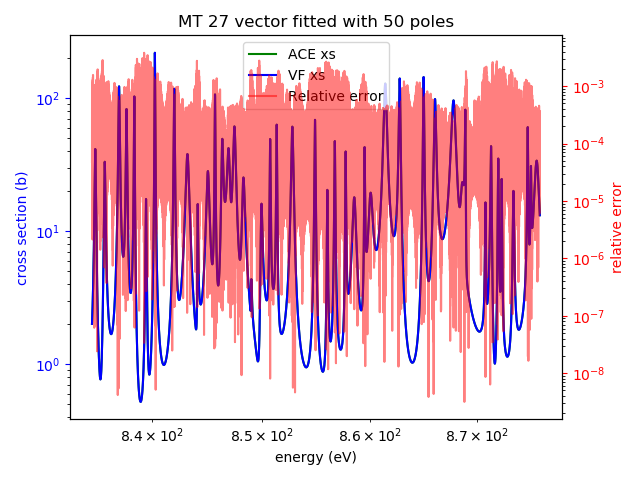 MT 27 vector fitted with 50 poles
ACE xs
VF xs
Relative error
cross section (b)
10²
10¹
10⁰
relative error
10⁻³
10⁻⁴
10⁻⁵
10⁻⁶
10⁻⁷
10⁻⁸
8.4 × 10² 8.5 × 10² 8.6 × 10² 8.7 × 10²
energy (eV)